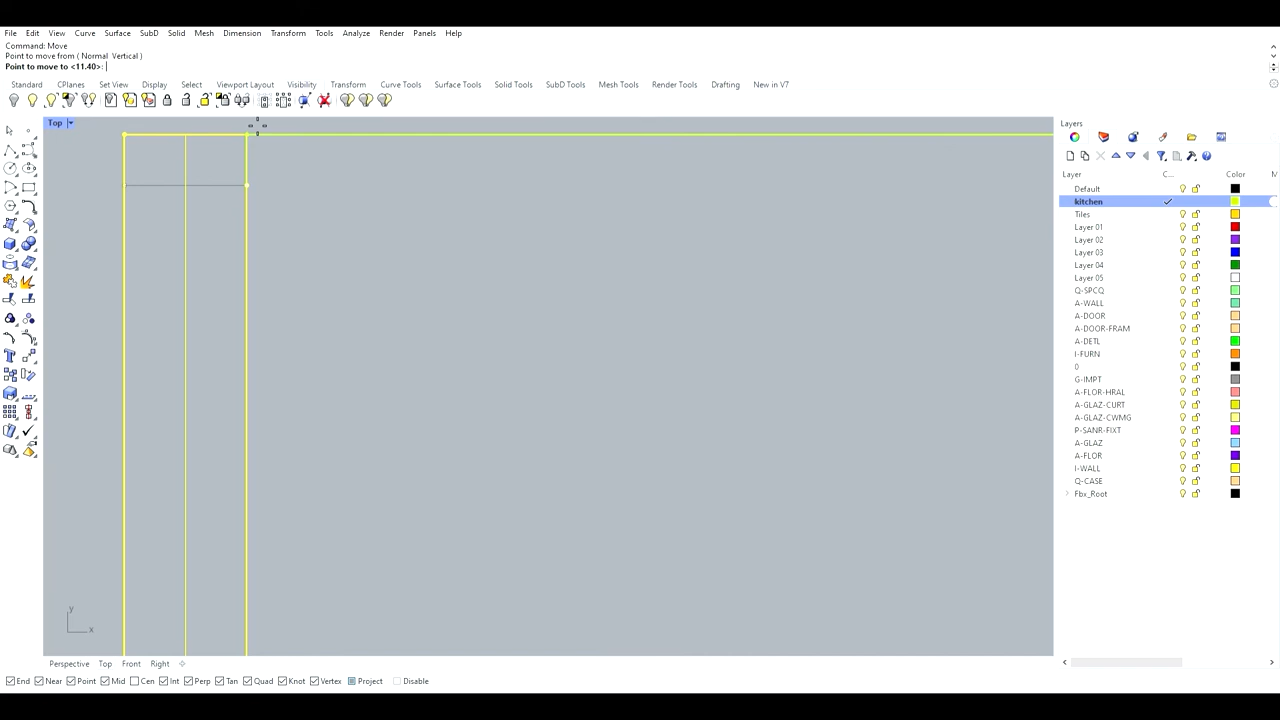 File Edit View Curve Surface SubD Solid Mesh Dimension Transform Tools Analyze Render Panels Help
Command: Move
Point to move from ( Normal Vertical )
Point to move to <11.40>:
Standard CPlanes Set View Display Select Viewport Layout Visibility Transform Curve Tools Surface Tools Solid Tools SubD Tools Mesh Tools Render Tools Drafting New in V7
Top
Layers
Layer C... Color M
Default
kitchen
Tiles
Layer 01
Layer 02
Layer 03
Layer 04
Layer 05
Q-SPCQ
A-WALL
A-DOOR
A-DOOR-FRAM
A-DETL
I-FURN
0
G-IMPT
A-FLOR-HRAL
A-GLAZ-CURT
A-GLAZ-CWMG
P-SANR-FIXT
A-GLAZ
A-FLOR
I-WALL
Q-CASE
Fbx_Root
y
x
Perspective Top Front Right
End Near Point Mid Cen Int Perp Tan Quad Knot Vertex Project Disable